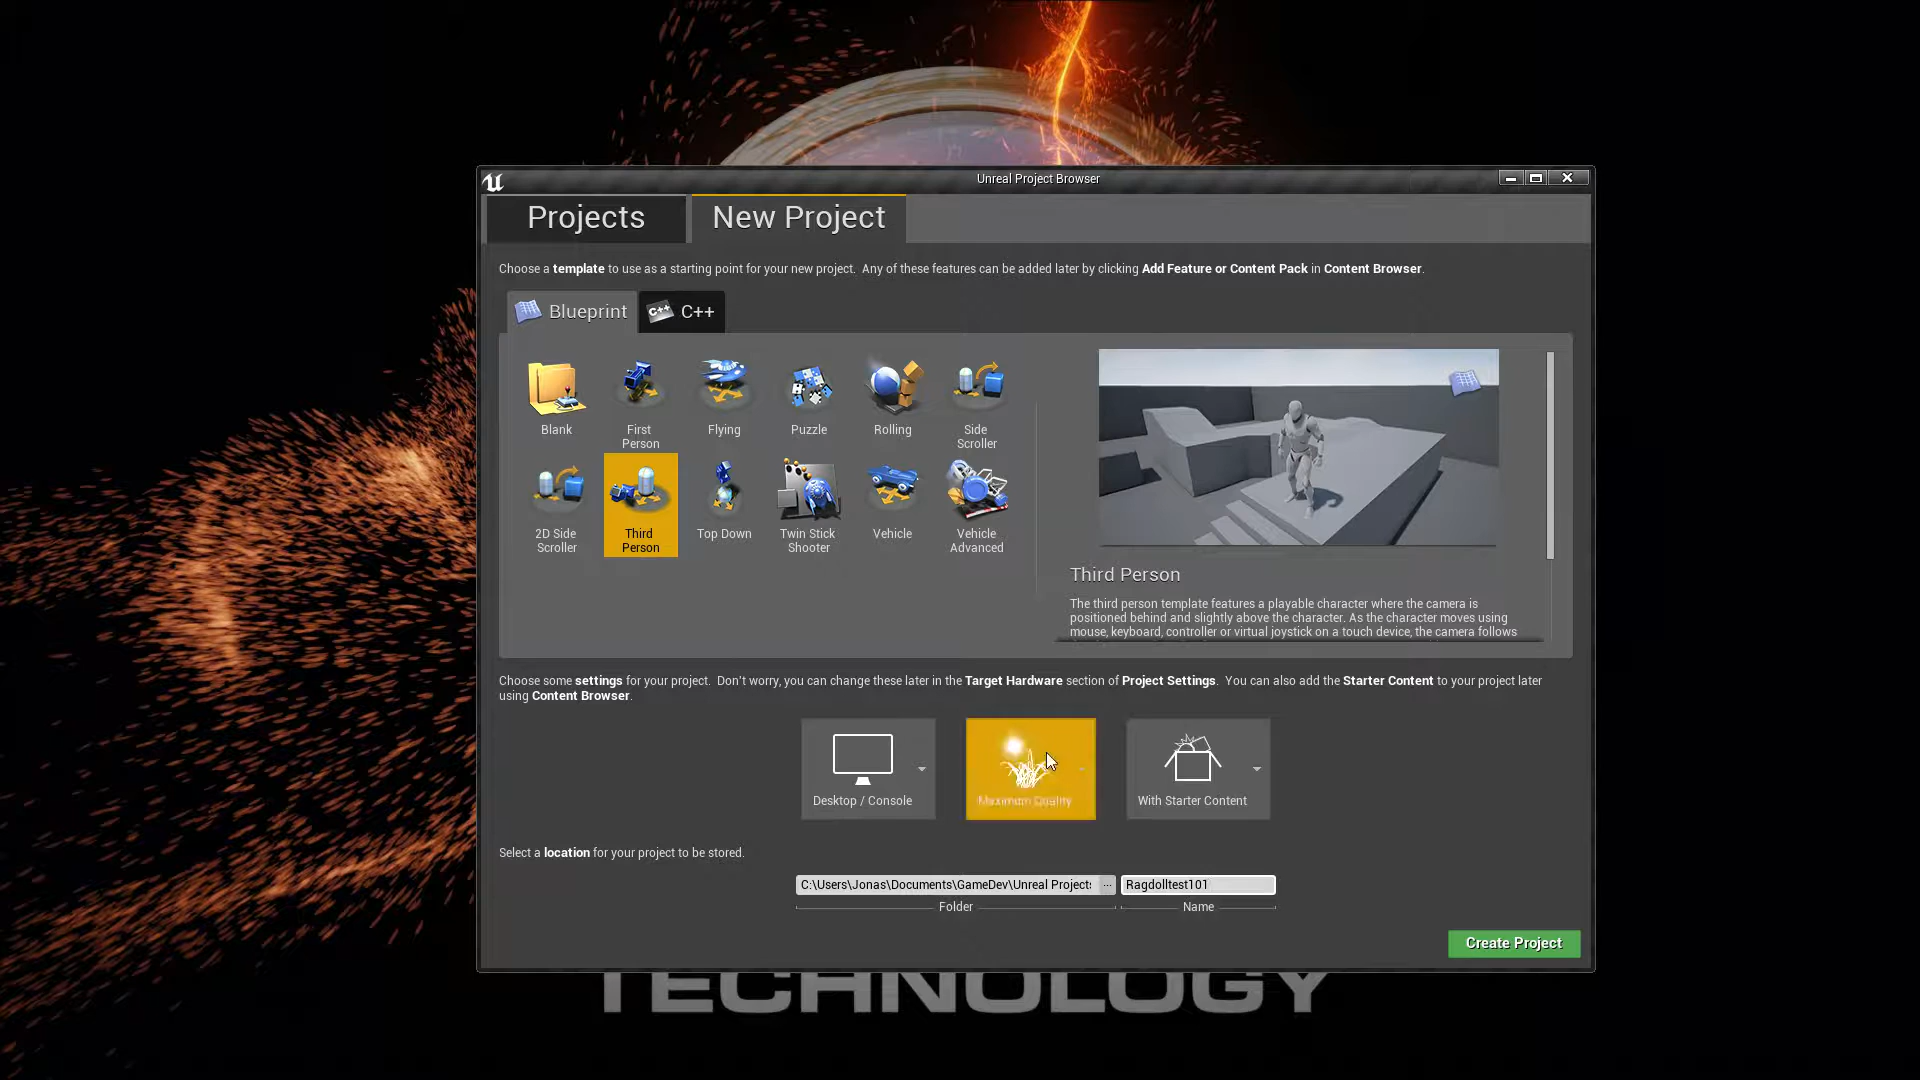 Unreal Project Browser
Projects
New Project
Choose a template to use as a starting point for your new project. Any of these features can be added later by clicking Add Feature or Content Pack in Content Browser.
Blueprint
C++
C++
Blank
First
Person
Flying
Puzzle
Rolling
Side
Scroller
2D Side
Scroller
Third
Person
Top Down
Twin Stick
Shooter
Vehicle
Vehicle
Advanced
Third Person
The third person template features a playable character where the camera is
positioned behind and slightly above the character. As the character moves using
mouse, keyboard, controller or virtual joystick on a touch device, the camera follows
Choose some settings for your project. Don't worry, you can change these later in the Target Hardware section of Project Settings. You can also add the Starter Content to your project later
using Content Browser.
Desktop / Console
Maximum Quality
With Starter Content
Select a location for your project to be stored.
C:\Users\Jonas\Documents\GameDev\Unreal Projects
...
Ragdolltest101
Folder
Name
Create Project
TECHNOLOGY